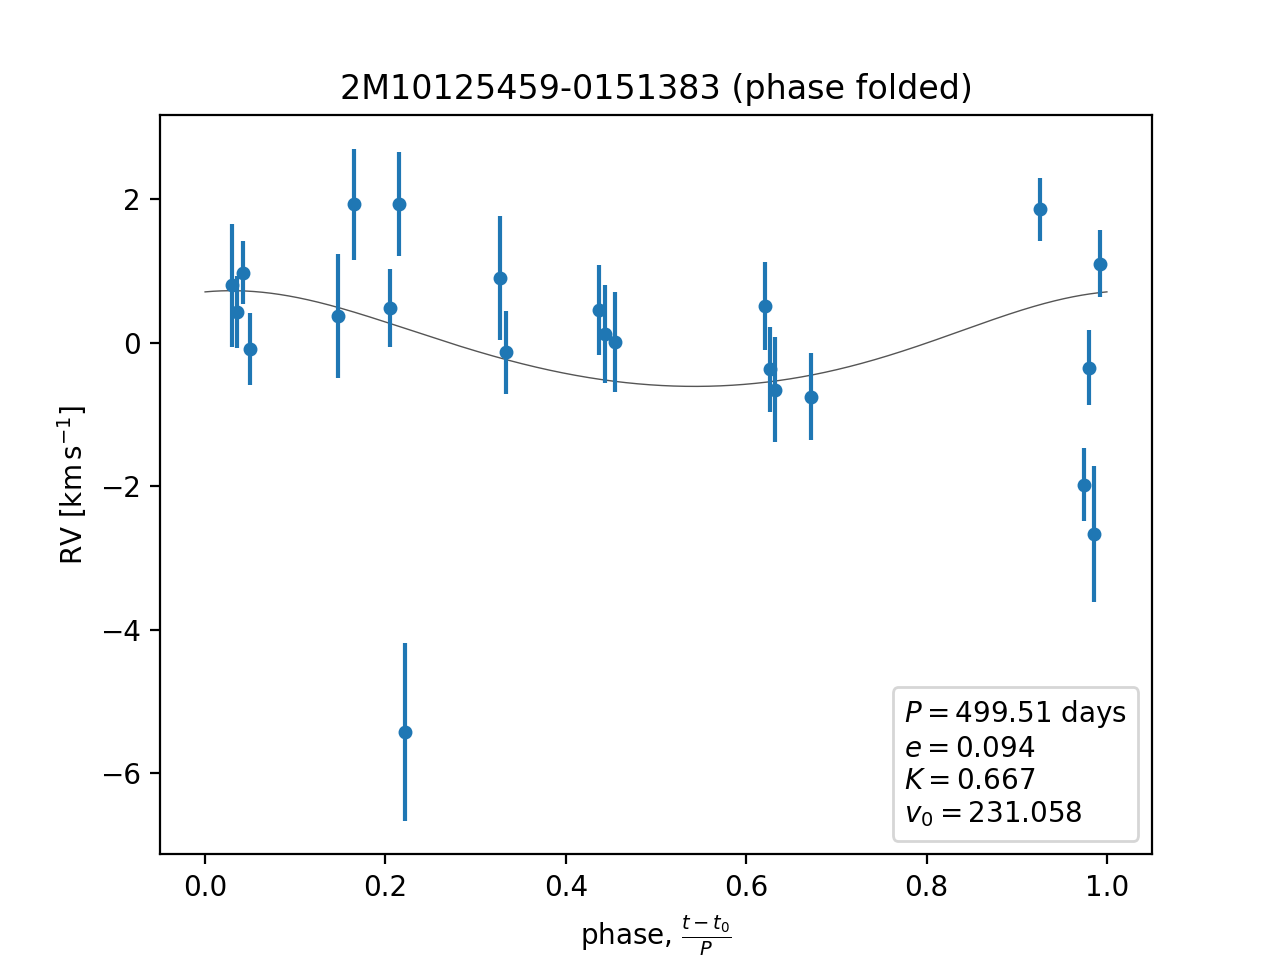 2M10125459-0151383 (phase folded)
RV [km s⁻¹]
2
0
−2
−4
−6
P = 499.51 days
e = 0.094
K = 0.667
v₀ = 231.058
0.0 0.2 0.4 0.6 0.8 1.0
phase, (t − t₀)/P